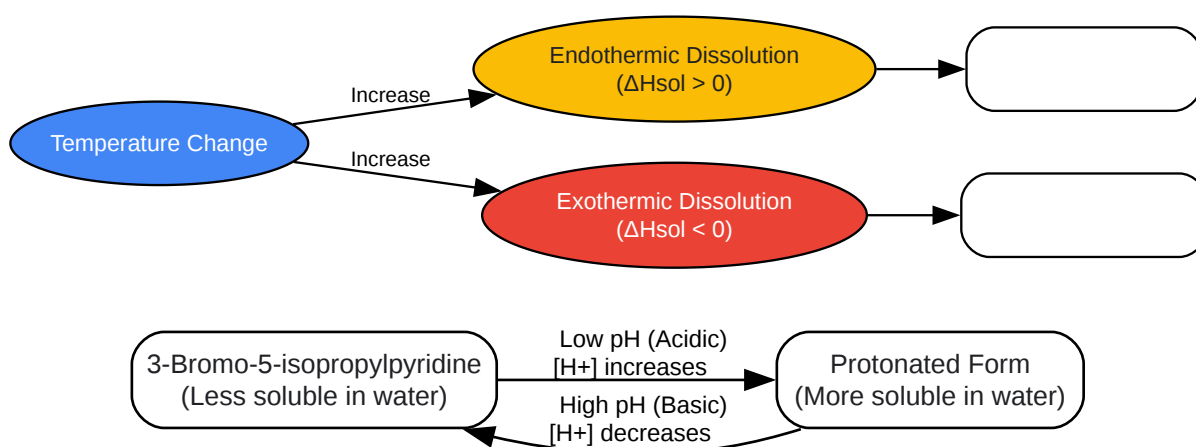 Endothermic Dissolution
(ΔHsol > 0)
Increase
Temperature Change
Increase
Exothermic Dissolution
(ΔHsol < 0)
Low pH (Acidic)
[H+] increases
3-Bromo-5-isopropylpyridine
(Less soluble in water)
Protonated Form
(More soluble in water)
High pH (Basic)
[H+] decreases